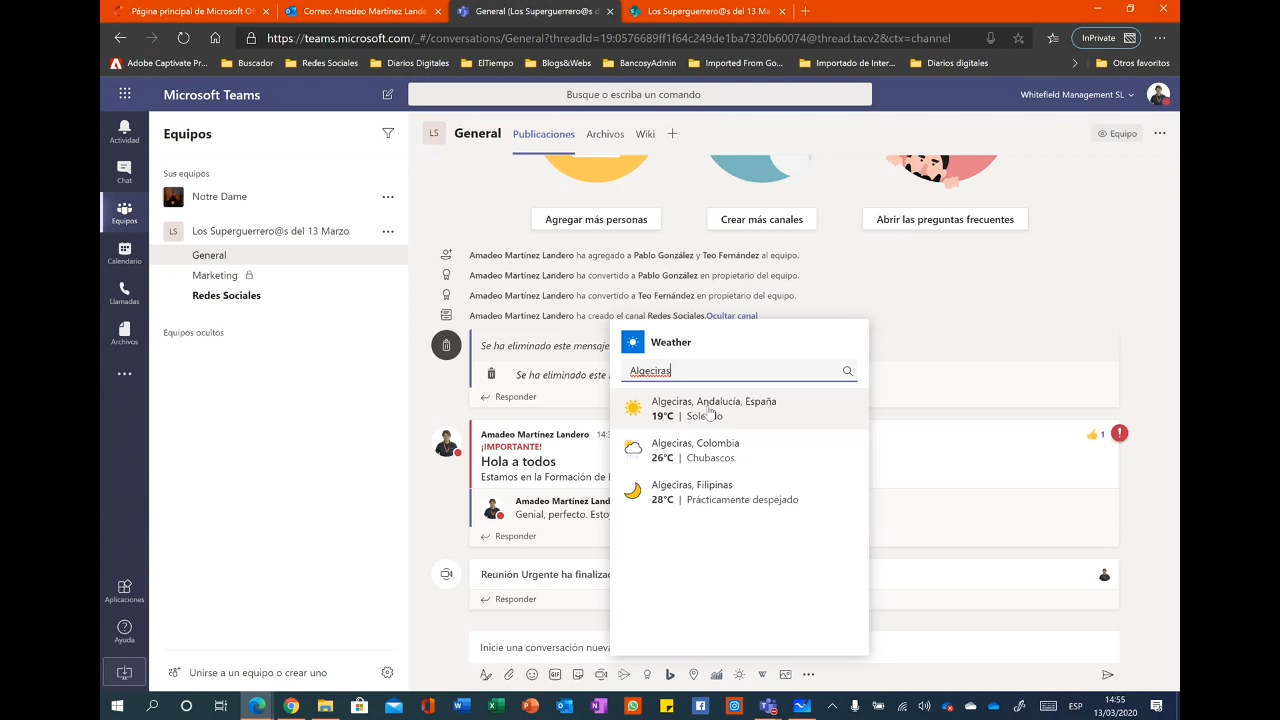 Página principal de Microsoft Of
Correo: Amadeo Martínez Lande
General (Los Superguerrero@s d
Los Superguerrero@s del 13 Ma
https://teams.microsoft.com/_#/conversations/General?threadId=19:0576689ff1f64c249de1ba7320b60074@thread.tacv2&ctx=channel
InPrivate
Adobe Captivate Pr...
Buscador
Redes Sociales
Diarios Digitales
ElTiempo
Blogs&Webs
BancosyAdmin
Imported From Go...
Importado de Inter...
Diarios digitales
Otros favoritos
Microsoft Teams
Busque o escriba un comando
Whitefield Management SL
Actividad
Chat
Equipos
Calendario
Llamadas
Archivos
Aplicaciones
Ayuda
Equipos
Sus equipos
Notre Dame
LS
Los Superguerrero@s del 13 Marzo
General
Marketing
Redes Sociales
Equipos ocultos
Unirse a un equipo o crear uno
LS
General
Publicaciones
Archivos
Wiki
Equipo
Agregar más personas
Crear más canales
Abrir las preguntas frecuentes
Amadeo Martínez Landero ha agregado a Pablo González y Teo Fernández al equipo.
Amadeo Martínez Landero ha convertido a Pablo González en propietario del equipo.
Amadeo Martínez Landero ha convertido a Teo Fernández en propietario del equipo.
Amadeo Martínez Landero ha creado el canal Redes Sociales. Ocultar canal
Se ha eliminado este mensaje
Se ha eliminado este
Responder
Amadeo Martínez Landero 14:3
¡IMPORTANTE!
Hola a todos
Estamos en la Formación de
1
Amadeo Martínez Land
Genial, perfecto. Esto
Responder
Reunión Urgente ha finaliza
Responder
Inicie una conversación nueva
GIF
Weather
Algeciras
Algeciras, Andalucía, España
19°C | Soleado
Algeciras, Colombia
26°C | Chubascos
Algeciras, Filipinas
28°C | Prácticamente despejado
ESP
14:55
13/03/2020